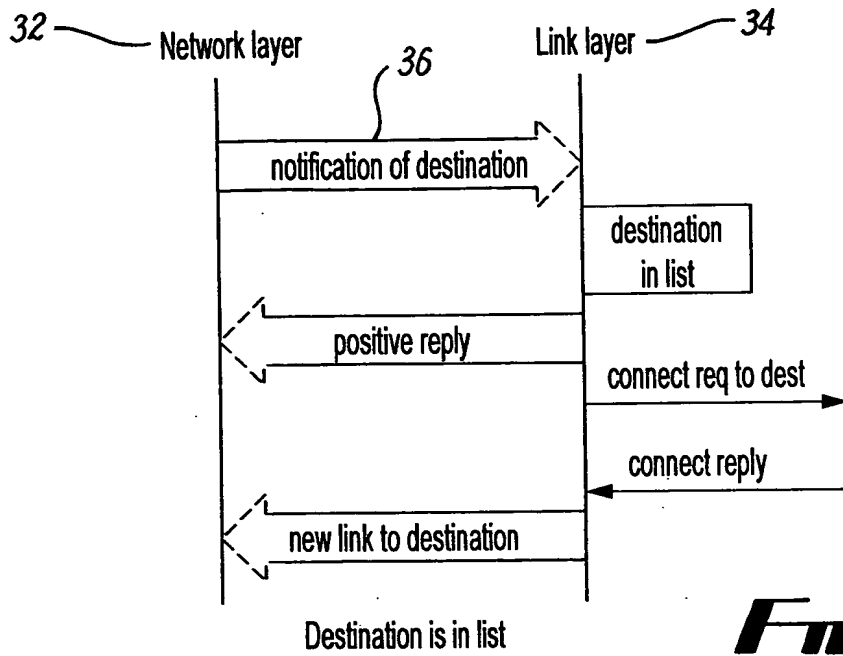 32
Network layer
Link layer
34
36
notification of destination
destination
in list
positive reply
connect req to dest
connect reply
new link to destination
Destination is in list